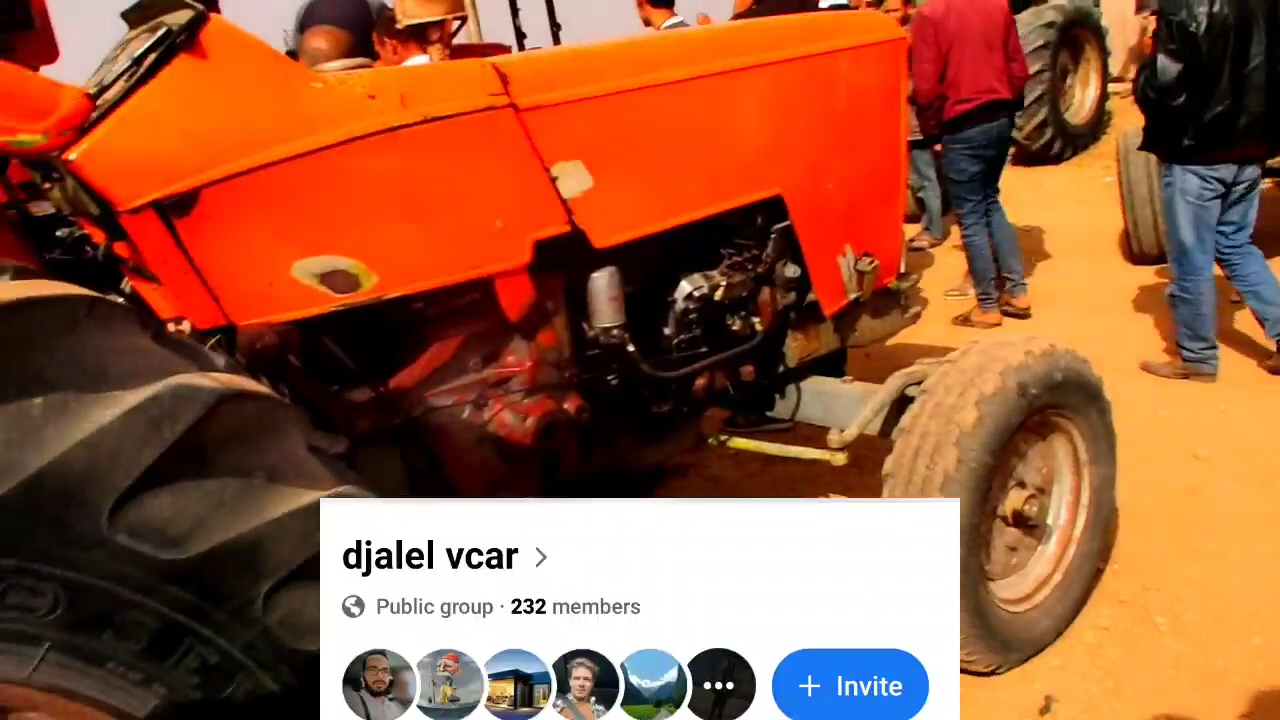 djalel vcar
Public group · 232 members
+ Invite